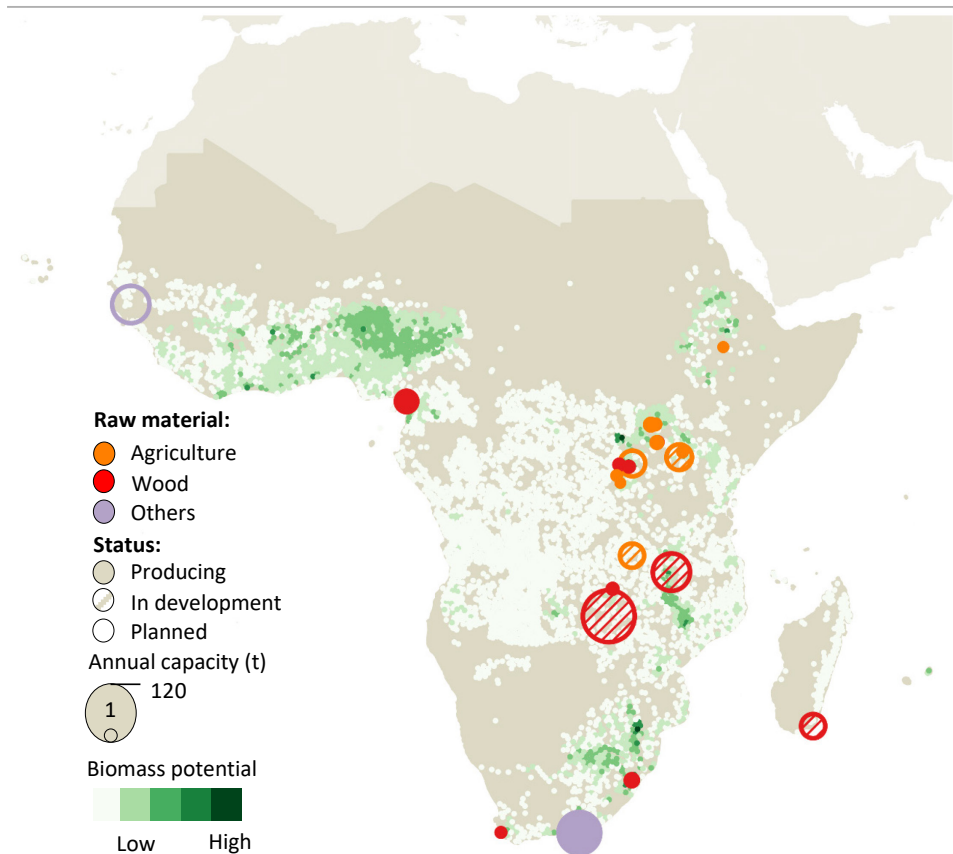 Raw material:
Agriculture
Wood
Others
Status:
Producing
In development
Planned
Annual capacity (t)
120
1
Biomass potential
Low High